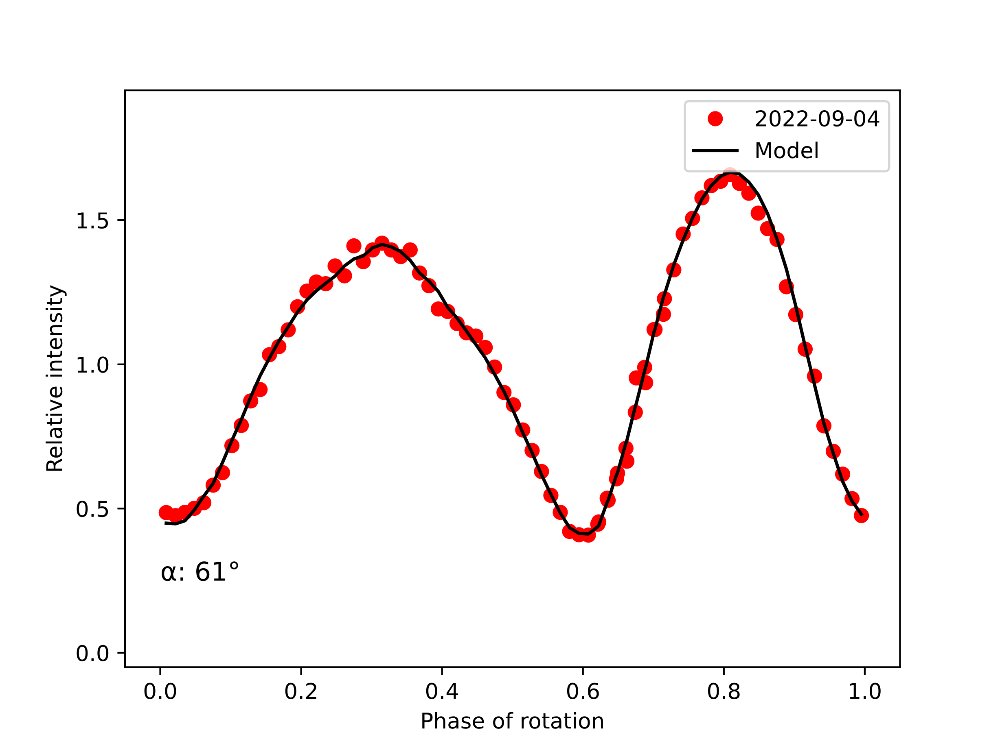 2022-09-04
Model
1.5
1.0
0.5
0.0
Relative intensity
α: 61°
0.0 0.2 0.4 0.6 0.8 1.0
Phase of rotation